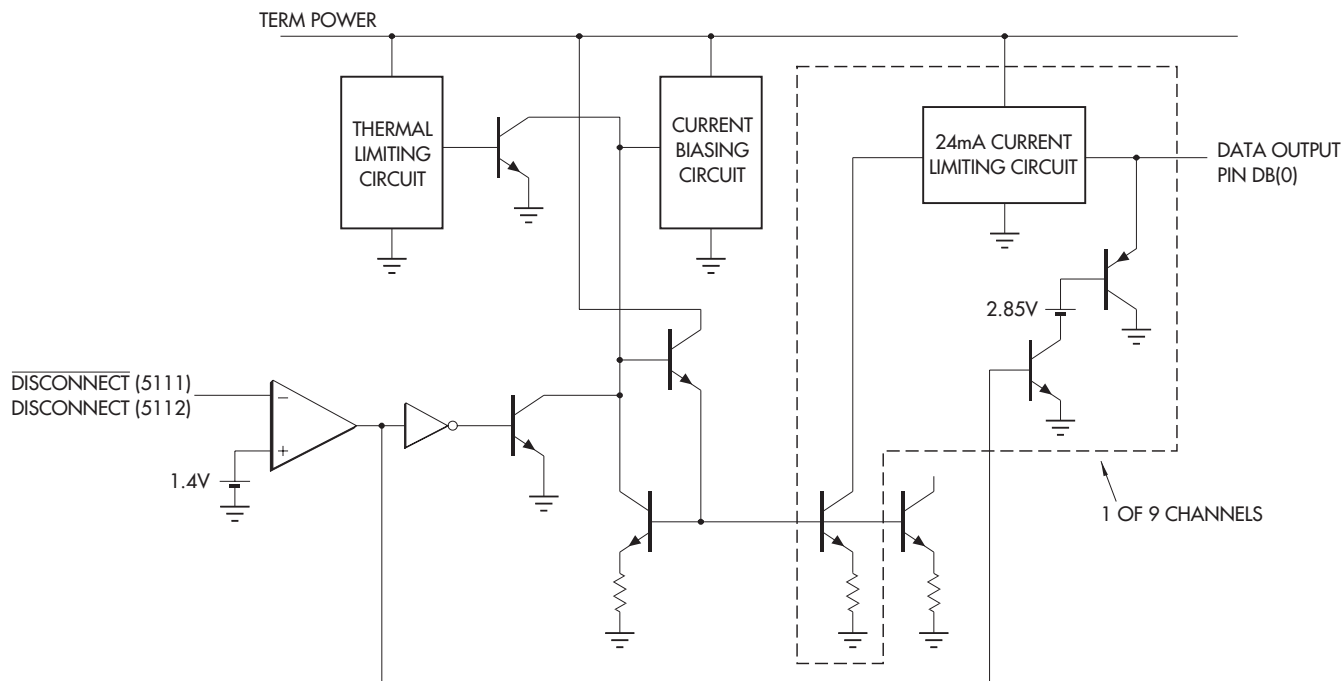 TERM POWER
THERMAL
LIMITING
CIRCUIT
CURRENT
BIASING
CIRCUIT
24mA CURRENT
LIMITING CIRCUIT
DATA OUTPUT
PIN DB(0)
2.85V
DISCONNECT (5111)
DISCONNECT (5112)
−
+
1.4V
1 OF 9 CHANNELS